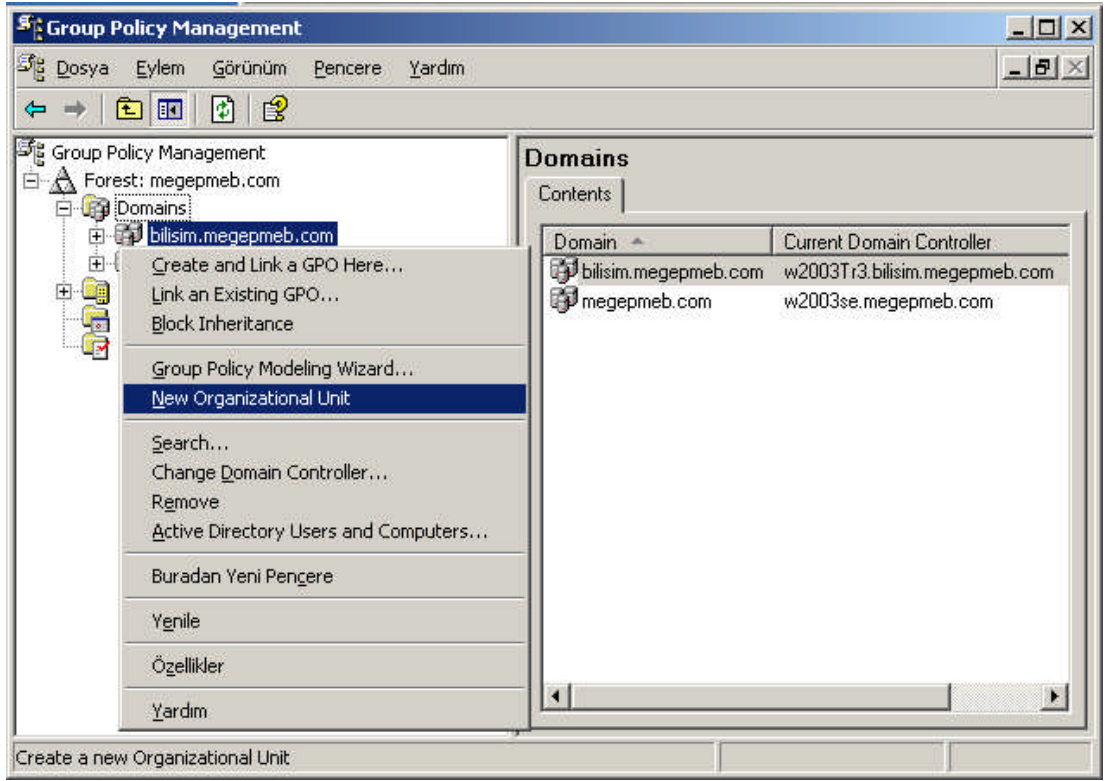 Group Policy Management
Dosya Eylem Görünüm Pencere Yardım
Group Policy Management
Forest: megepmeb.com
Domains
bilisim.megepmeb.com
Create and Link a GPO Here...
Link an Existing GPO...
Block Inheritance
Group Policy Modeling Wizard...
New Organizational Unit
Search...
Change Domain Controller...
Remove
Active Directory Users and Computers...
Buradan Yeni Pençere
Yenile
Özellikler
Yardım
Domains
Contents
Domain Current Domain Controller
bilisim.megepmeb.com w2003Tr3.bilisim.megepmeb.com
megepmeb.com w2003se.megepmeb.com
Create a new Organizational Unit